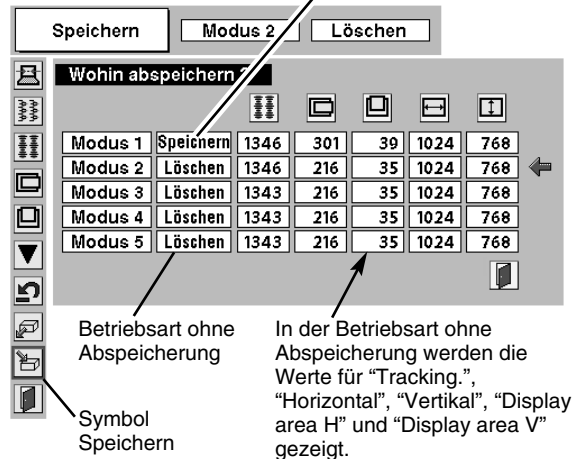 Speichern Modus 2 Löschen
Wohin abspeichern ?
Modus 1 Speichern 1346 301 39 1024 768
Modus 2 Löschen 1346 216 35 1024 768
Modus 3 Löschen 1343 216 35 1024 768
Modus 4 Löschen 1343 216 35 1024 768
Modus 5 Löschen 1343 216 35 1024 768
Betriebsart ohne
Abspeicherung
In der Betriebsart ohne
Abspeicherung werden die
Werte für “Tracking.”,
“Horizontal”, “Vertikal”, “Display
area H” und “Display area V”
gezeigt.
Symbol
Speichern